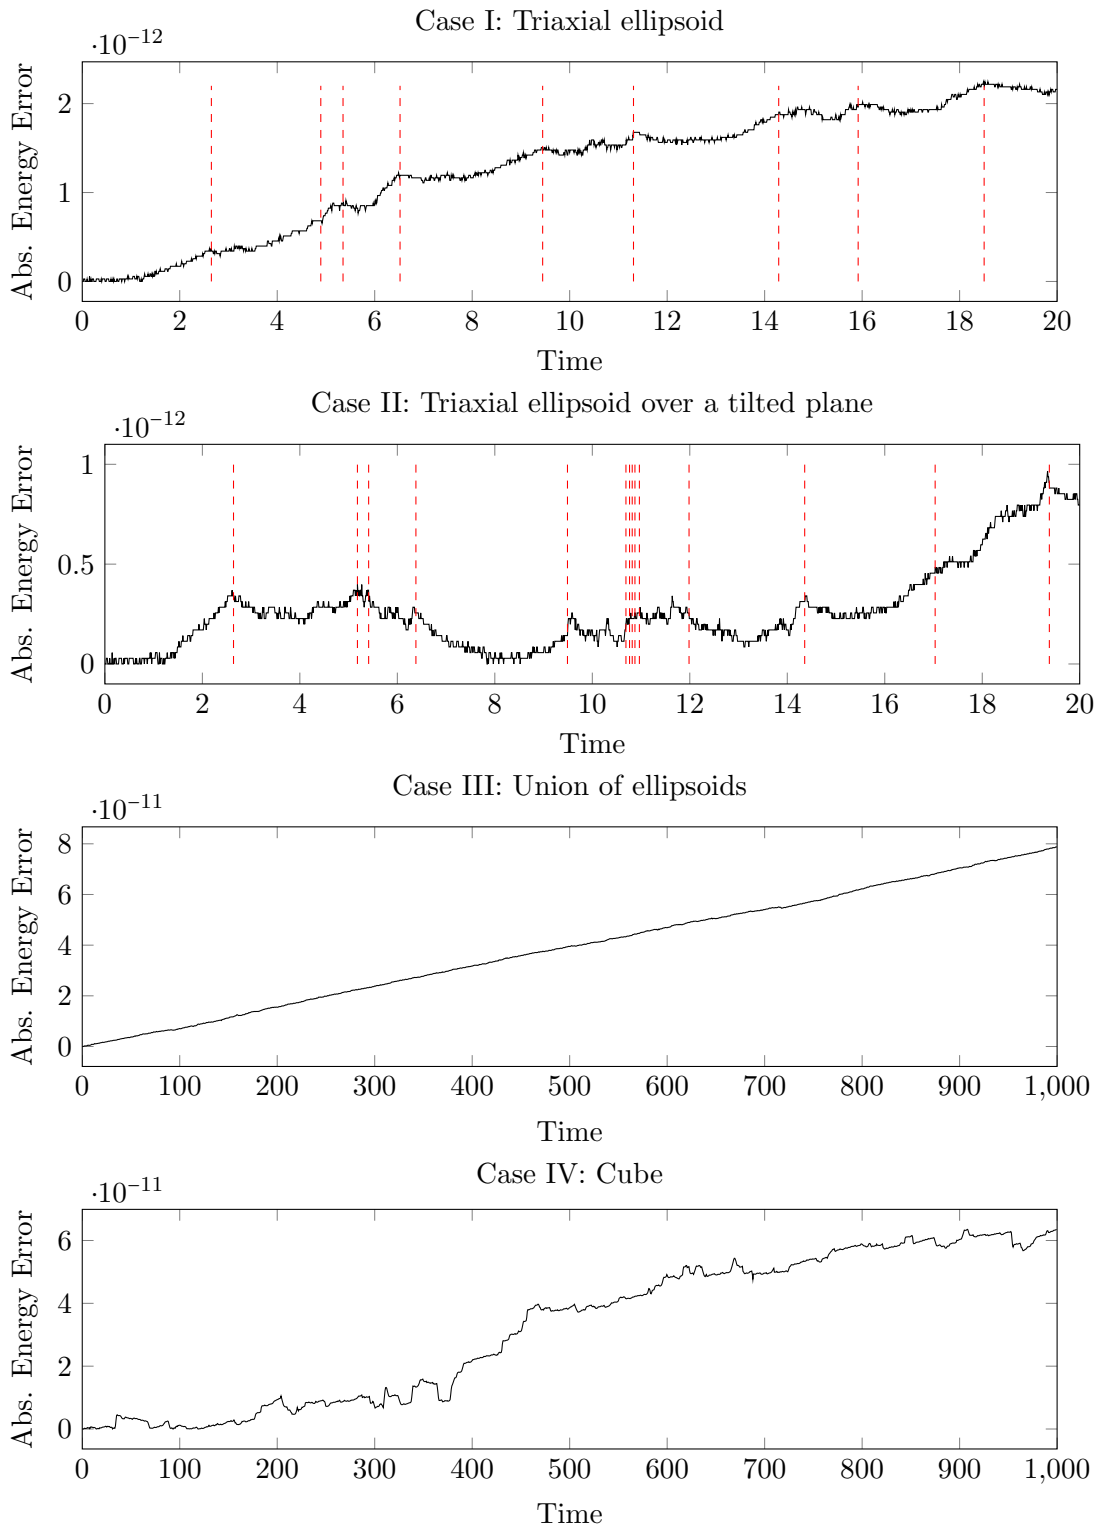 Case I: Triaxial ellipsoid
·10−12
Abs. Energy Error
2
1
0
0 2 4 6 8 10 12 14 16 18 20
Time
Case II: Triaxial ellipsoid over a tilted plane
·10−12
Abs. Energy Error
1
0.5
0
0 2 4 6 8 10 12 14 16 18 20
Time
Case III: Union of ellipsoids
·10−11
Abs. Energy Error
8
6
4
2
0
0 100 200 300 400 500 600 700 800 900 1,000
Time
Case IV: Cube
·10−11
Abs. Energy Error
6
4
2
0
0 100 200 300 400 500 600 700 800 900 1,000
Time